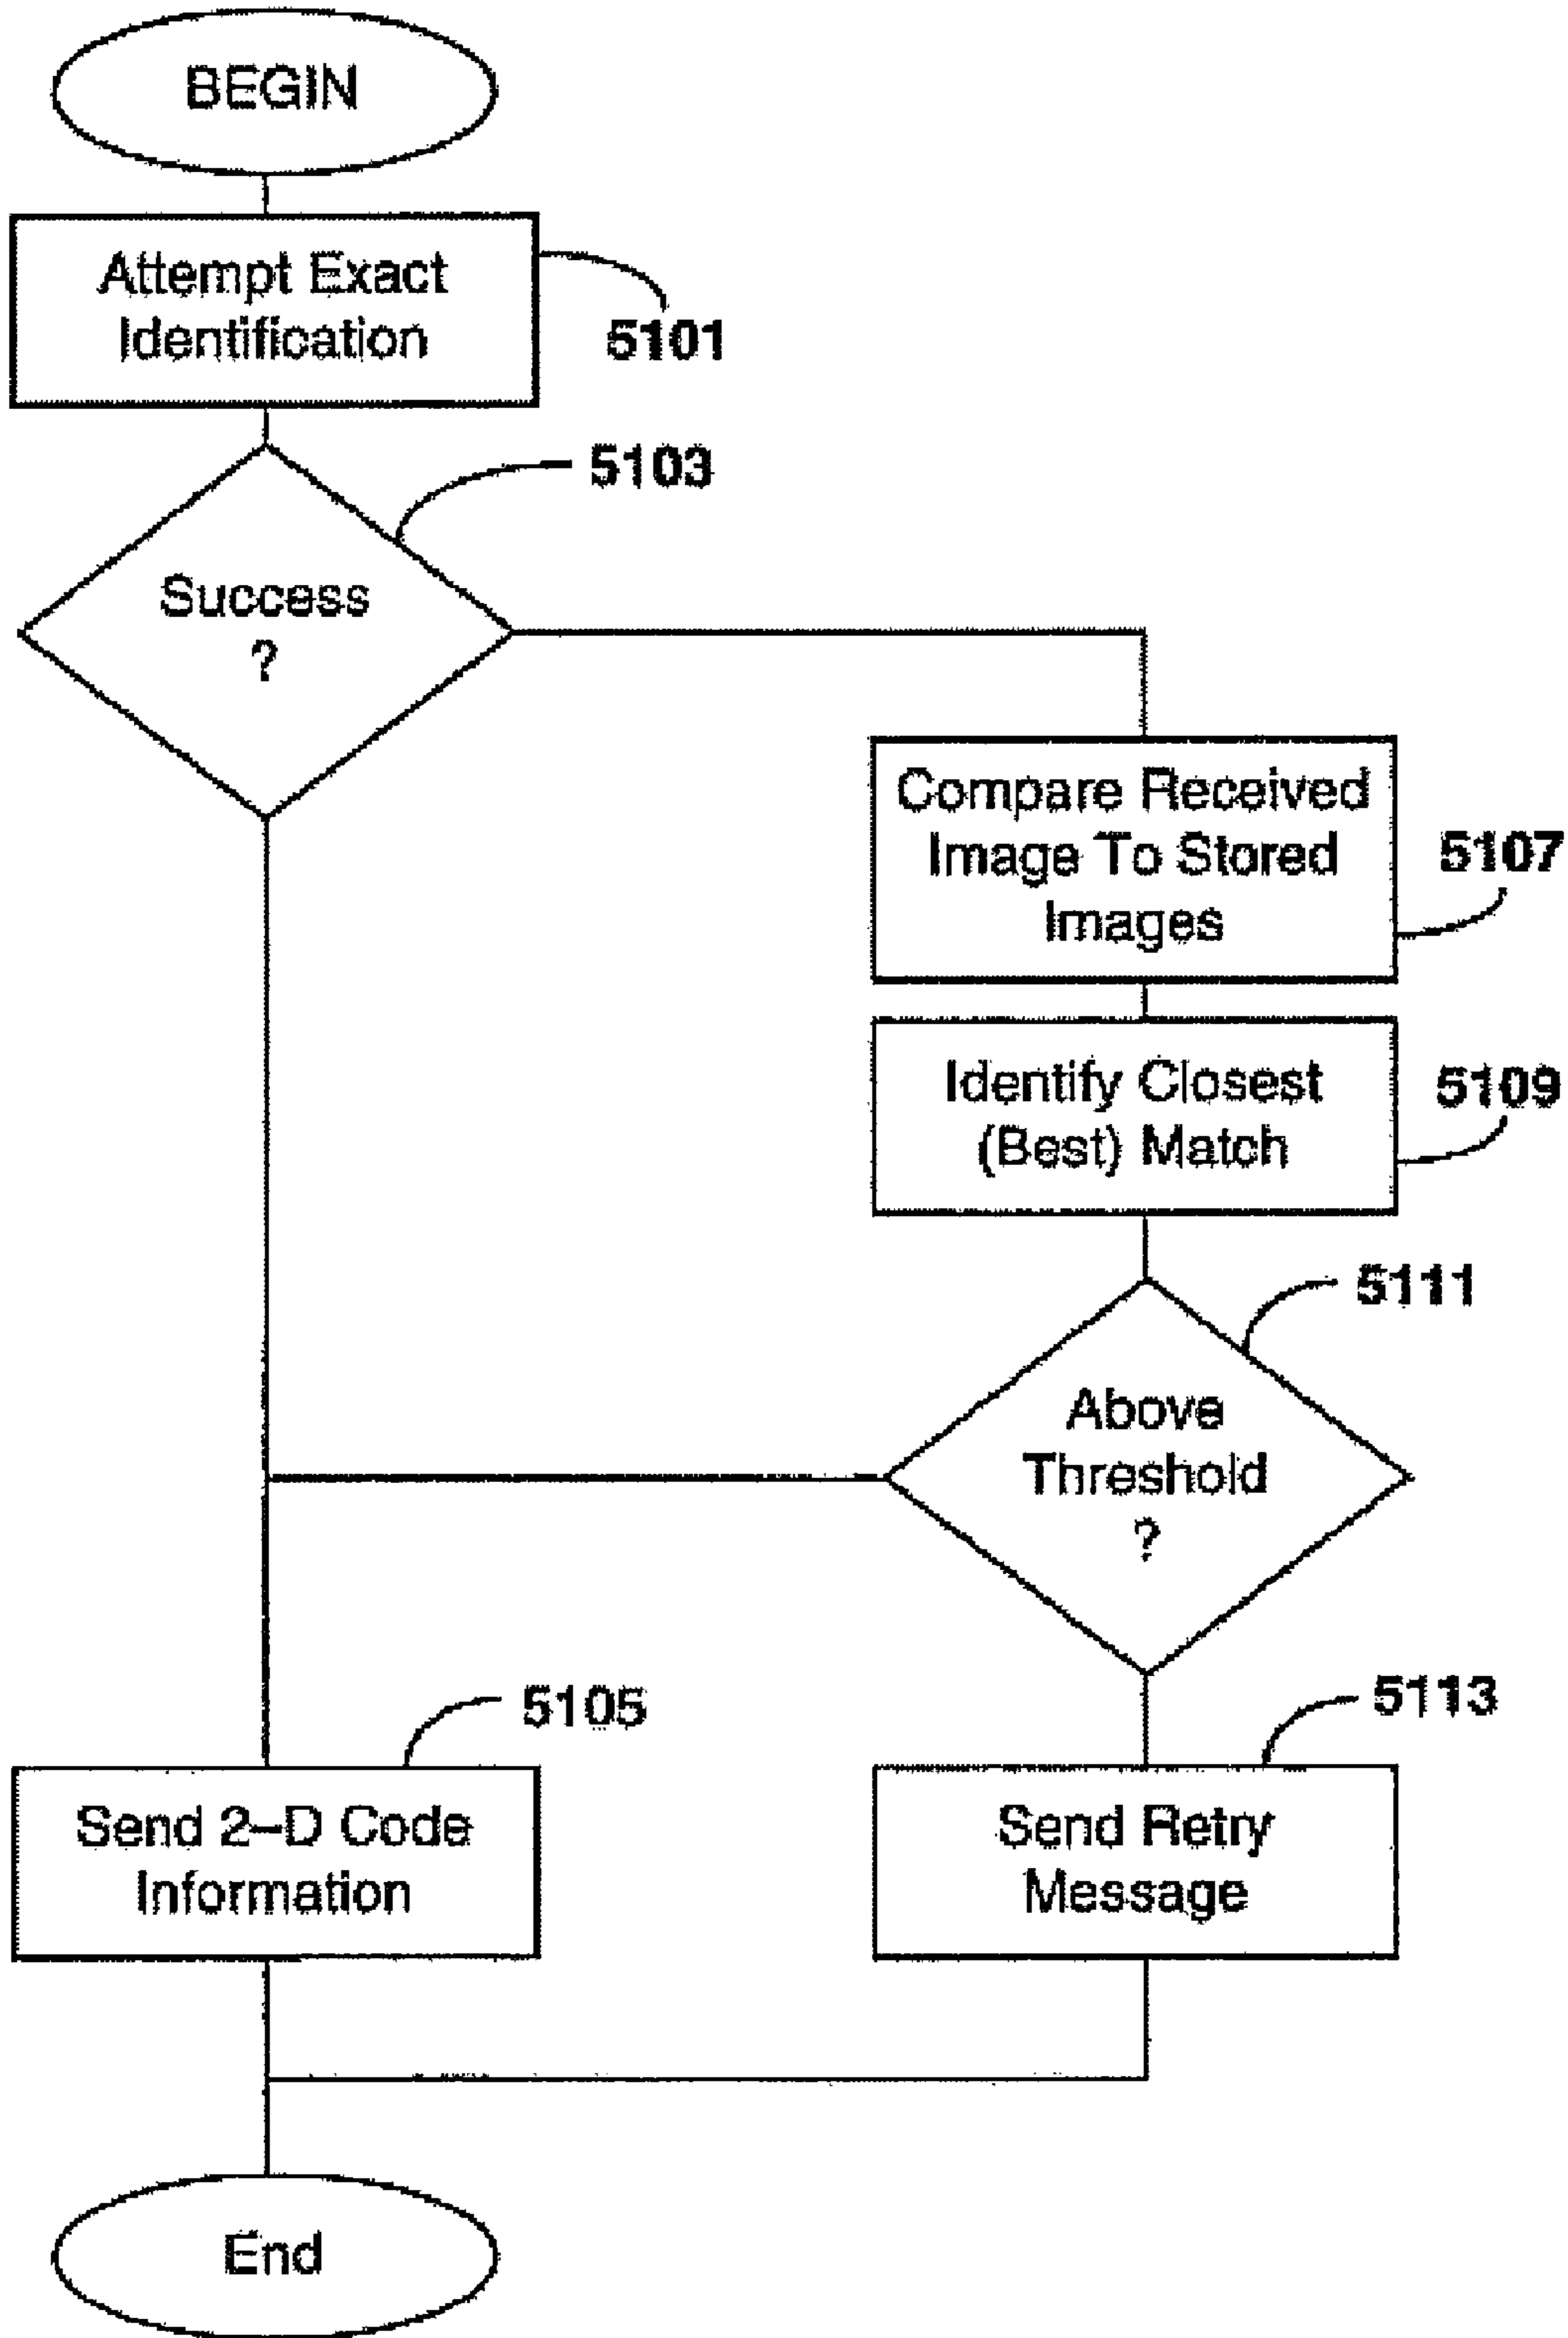 BEGIN
Attempt Exact
Identification
5101
5103
Success
?
Compare Received
Image To Stored
Images
5107
Identify Closest
(Best) Match
5109
5111
Above
Threshold
?
5105
Send 2-D Code
Information
5113
Send Retry
Message
End